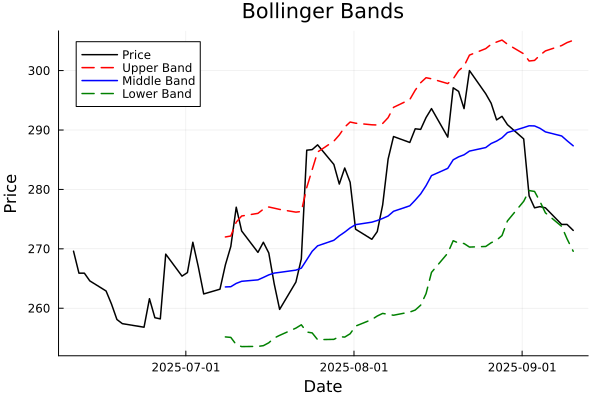 Bollinger Bands
Price
Upper Band
Middle Band
Lower Band
300
290
280
270
260
Price
2025-07-01
2025-08-01
2025-09-01
Date